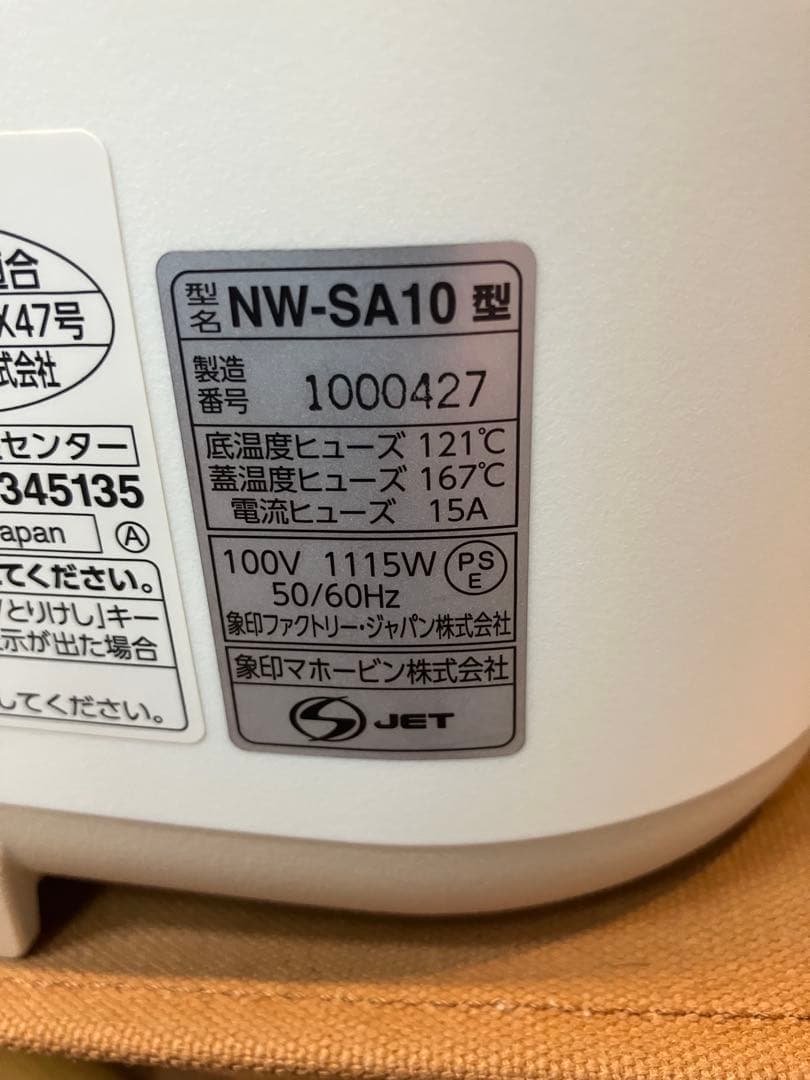 適合
X47号
式会社
センター
345135
apan Ⓐ
てください。
「とりけし」キー
示が出た場合
してください。
型名 NW-SA10 型
製造番号 1000427
底温度ヒューズ 121℃
蓋温度ヒューズ 167℃
電流ヒューズ 15A
100V 1115W PSE
50/60Hz
象印ファクトリー・ジャパン株式会社
象印マホービン株式会社
S JET